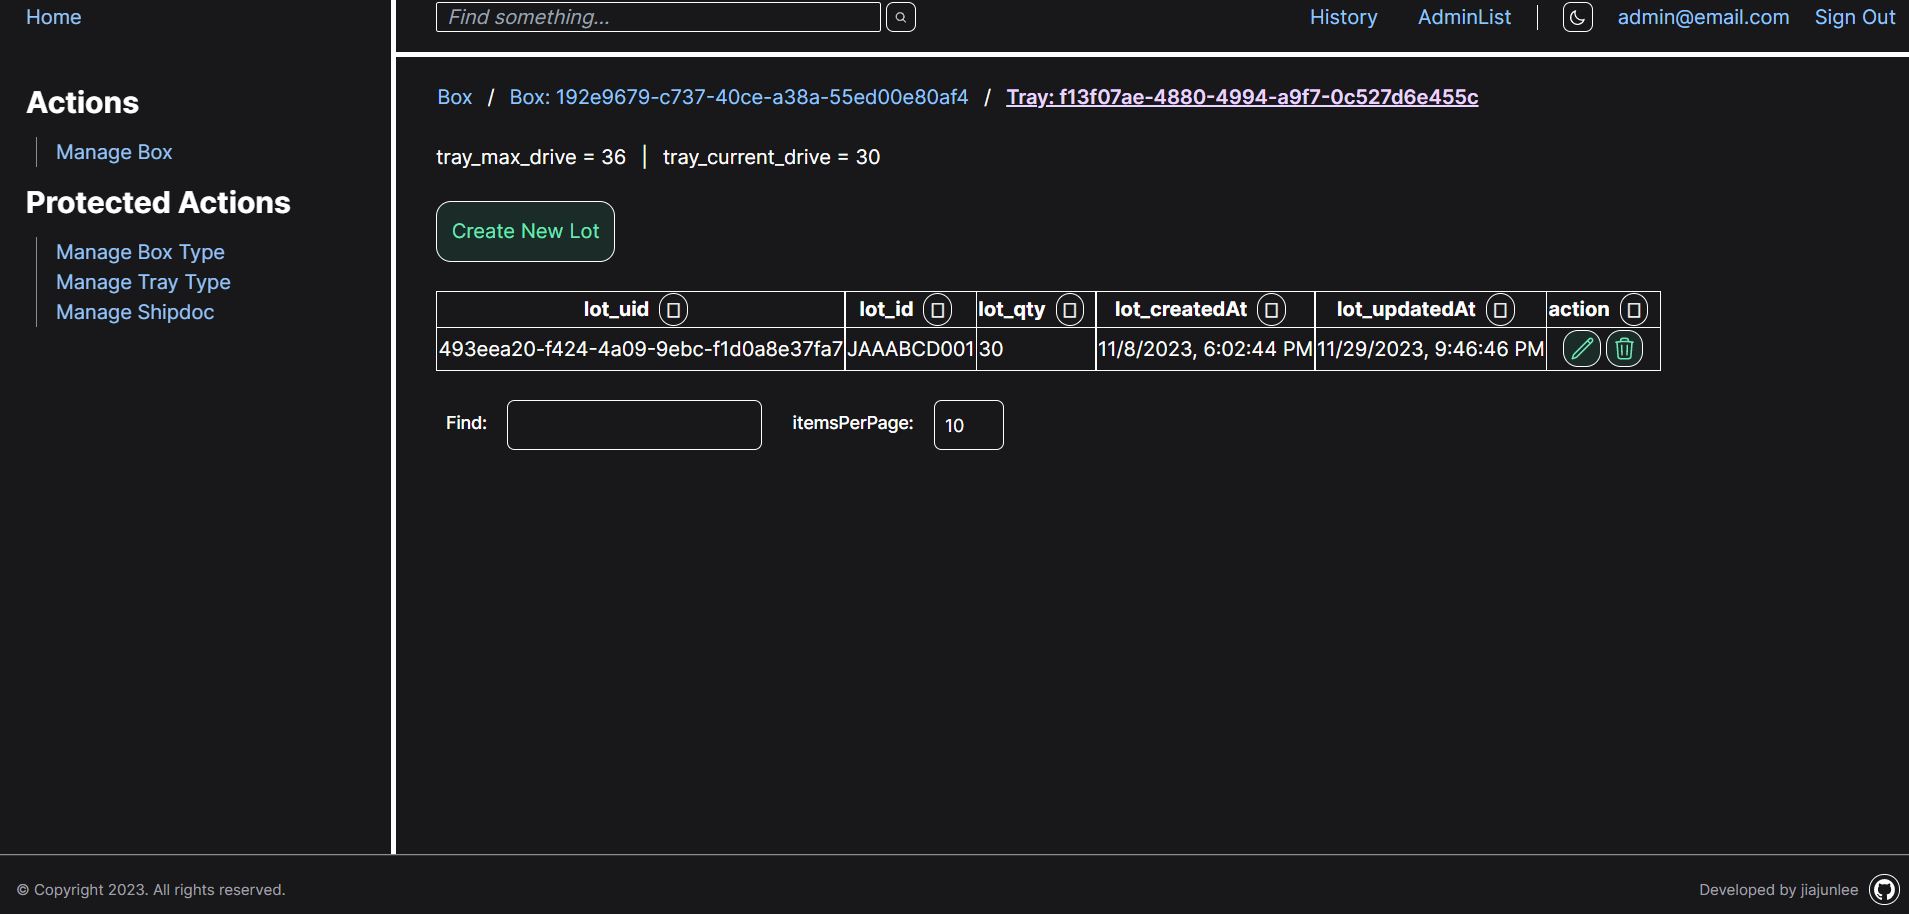 Home
Find something...
History
AdminList
admin@email.com
Sign Out
Actions
Manage Box
Protected Actions
Manage Box Type
Manage Tray Type
Manage Shipdoc
Box / Box: 192e9679-c737-40ce-a38a-55ed00e80af4 / Tray: f13f07ae-4880-4994-a9f7-0c527d6e455c
tray_max_drive = 36 | tray_current_drive = 30
Create New Lot
lot_uid lot_id lot_qty lot_createdAt lot_updatedAt action
493eea20-f424-4a09-9ebc-f1d0a8e37fa7 JAAABCD001 30 11/8/2023, 6:02:44 PM 11/29/2023, 9:46:46 PM
Find: itemsPerPage: 10
© Copyright 2023. All rights reserved.
Developed by jiajunlee